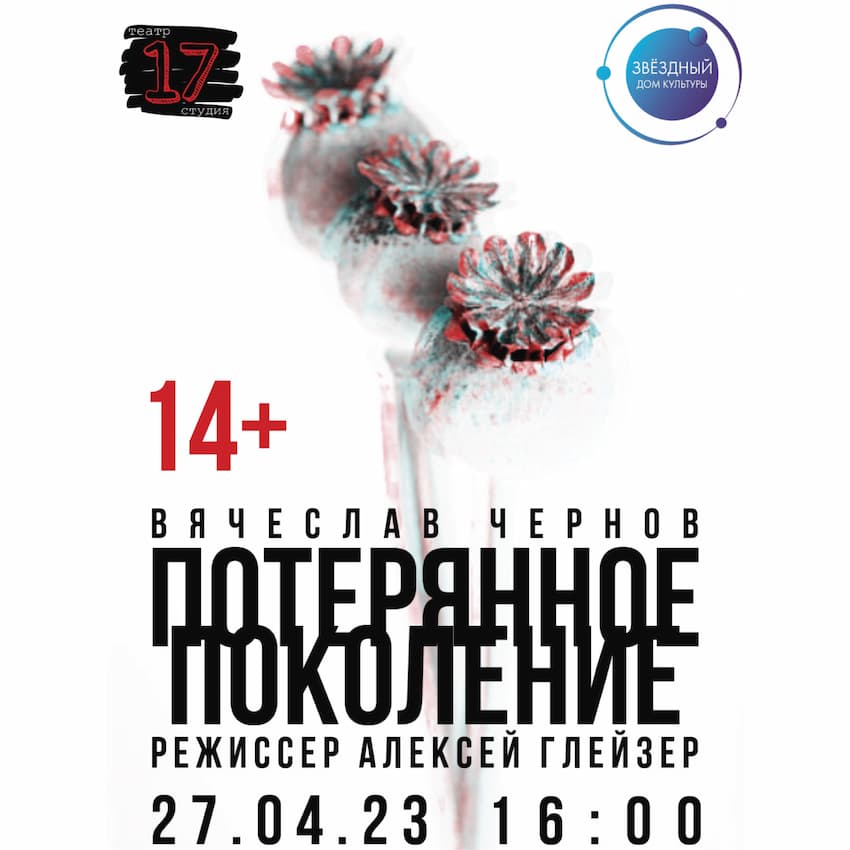 театр
17
студия
ЗВЁЗДНЫЙ
ДОМ КУЛЬТУРЫ
14+
ВЯЧЕСЛАВ ЧЕРНОВ
ПОТЕРЯННОЕ
ПОКОЛЕНИЕ
РЕЖИССЕР АЛЕКСЕЙ ГЛЕЙЗЕР
27.04.23 16:00